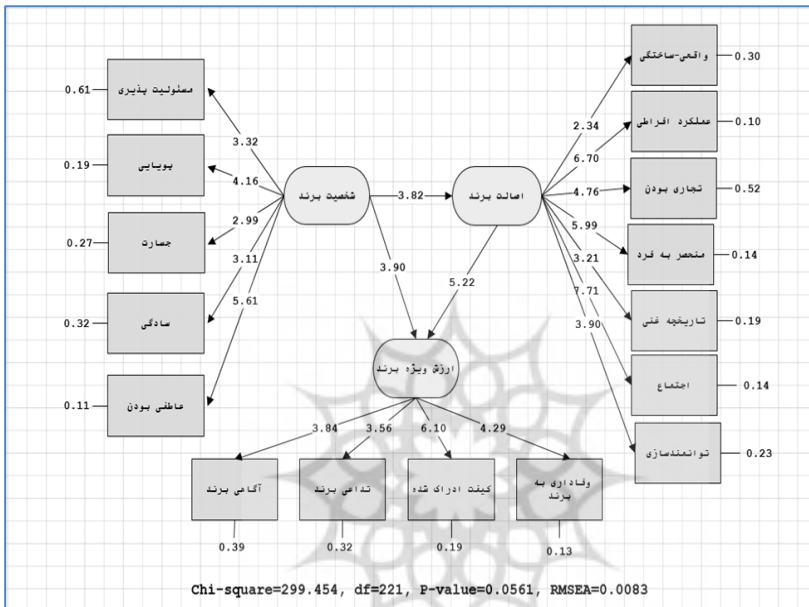 واقعی-ساختگی
0.30
مسئولیت پذیری
0.61
عملکرد افراطی
0.10
2.34
3.32
6.70
پویایی
0.19
4.16
شخصیت برند
3.82
اصالت برند
4.76
تجاری بودن
0.52
جسارت
0.27
2.99
5.99
منحصر به فرد
0.14
3.11
3.90
5.22
3.21
7.71
3.90
سادگی
0.32
5.61
تاریخچه غنی
0.19
ارزش ویژه برند
اجتماع
0.14
عاطفی بودن
0.11
3.84
3.56
6.10
4.29
توانمندسازی
0.23
آگاهی برند
تداعی برند
کیفت ادراک شده
وفاداری به
برند
0.39
0.32
0.19
0.13
Chi-square=299.454, df=221, P-value=0.0561, RMSEA=0.0083